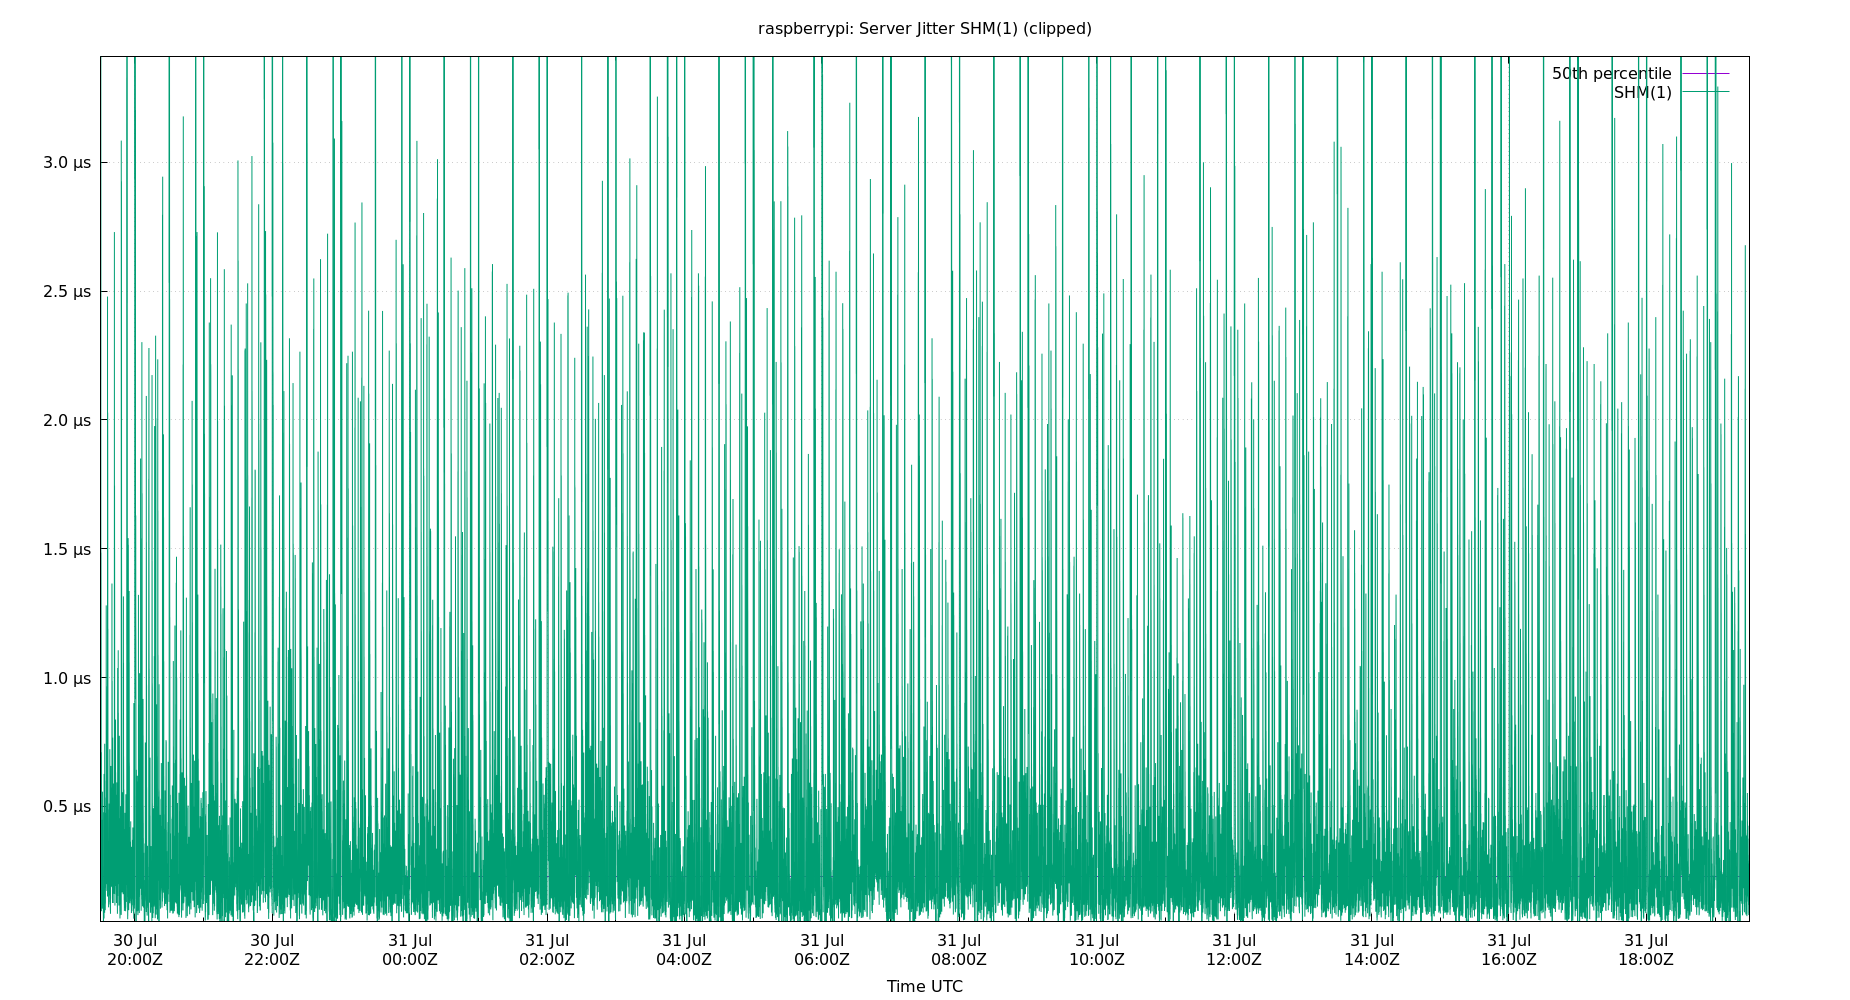 raspberrypi: Server Jitter SHM(1) (clipped)
50th percentile
SHM(1)
3.0 µs
2.5 µs
2.0 µs
1.5 µs
1.0 µs
0.5 µs
30 Jul 30 Jul 31 Jul 31 Jul 31 Jul 31 Jul 31 Jul 31 Jul 31 Jul 31 Jul 31 Jul 31 Jul
20:00Z 22:00Z 00:00Z 02:00Z 04:00Z 06:00Z 08:00Z 10:00Z 12:00Z 14:00Z 16:00Z 18:00Z
Time UTC